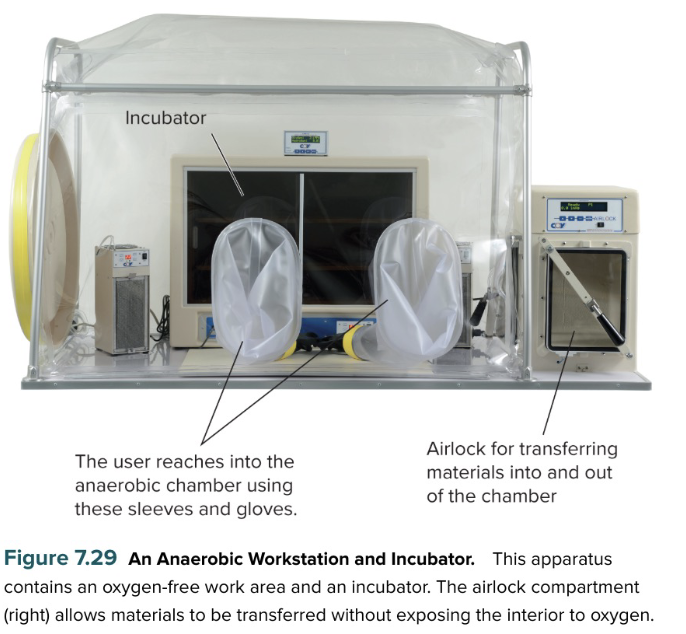 Incubator
COY
AIRLOCK
COY
The user reaches into the
anaerobic chamber using
these sleeves and gloves.
Airlock for transferring
materials into and out
of the chamber
Figure 7.29 An Anaerobic Workstation and Incubator. This apparatus
contains an oxygen-free work area and an incubator. The airlock compartment
(right) allows materials to be transferred without exposing the interior to oxygen.